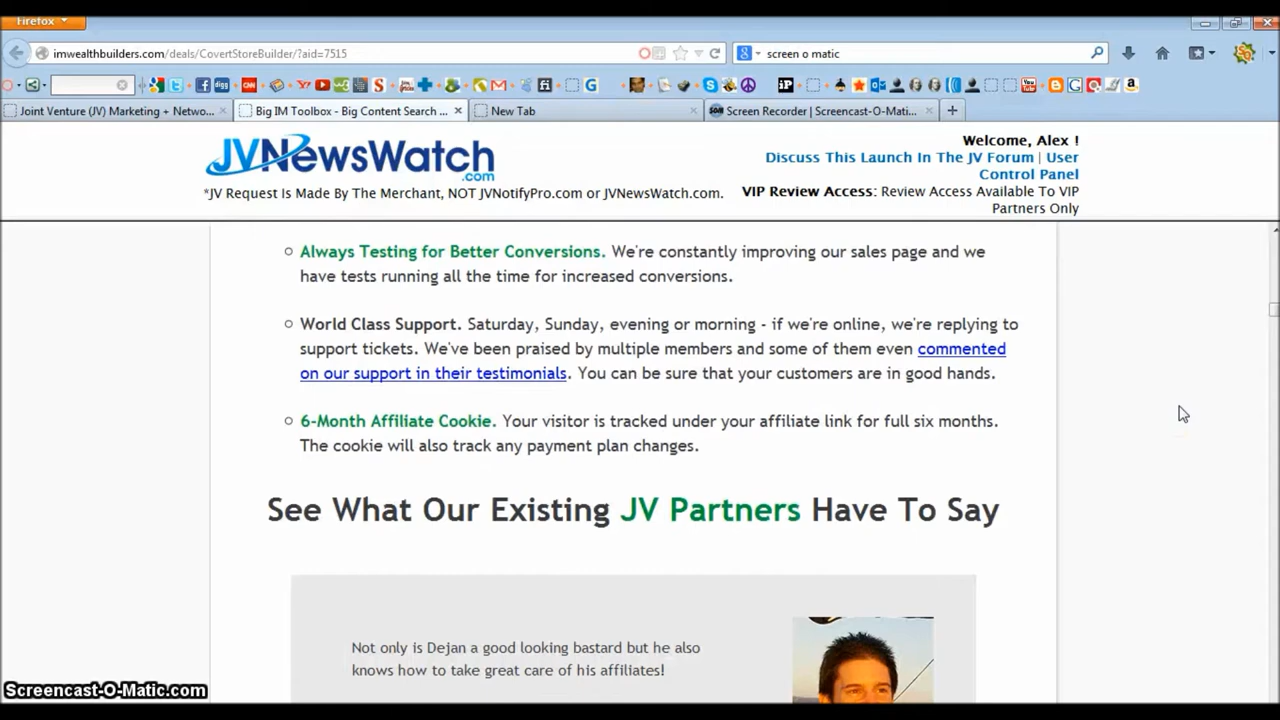 Firefox
imwealthbuilders.com/deals/CovertStoreBuilder/?aid=7515
screen o matic
Joint Venture (JV) Marketing + Netwo...
Big IM Toolbox - Big Content Search ...
New Tab
Screen Recorder | Screencast-O-Mati...
JVNewsWatch
.com
*JV Request Is Made By The Merchant, NOT JVNotifyPro.com or JVNewsWatch.com.
Welcome, Alex !
Discuss This Launch In The JV Forum | User
Control Panel
VIP Review Access: Review Access Available To VIP
Partners Only
Always Testing for Better Conversions. We're constantly improving our sales page and we
have tests running all the time for increased conversions.
World Class Support. Saturday, Sunday, evening or morning - if we're online, we're replying to
support tickets. We've been praised by multiple members and some of them even commented
on our support in their testimonials. You can be sure that your customers are in good hands.
6-Month Affiliate Cookie. Your visitor is tracked under your affiliate link for full six months.
The cookie will also track any payment plan changes.
See What Our Existing JV Partners Have To Say
Not only is Dejan a good looking bastard but he also
knows how to take great care of his affiliates!
Screencast-O-Matic.com